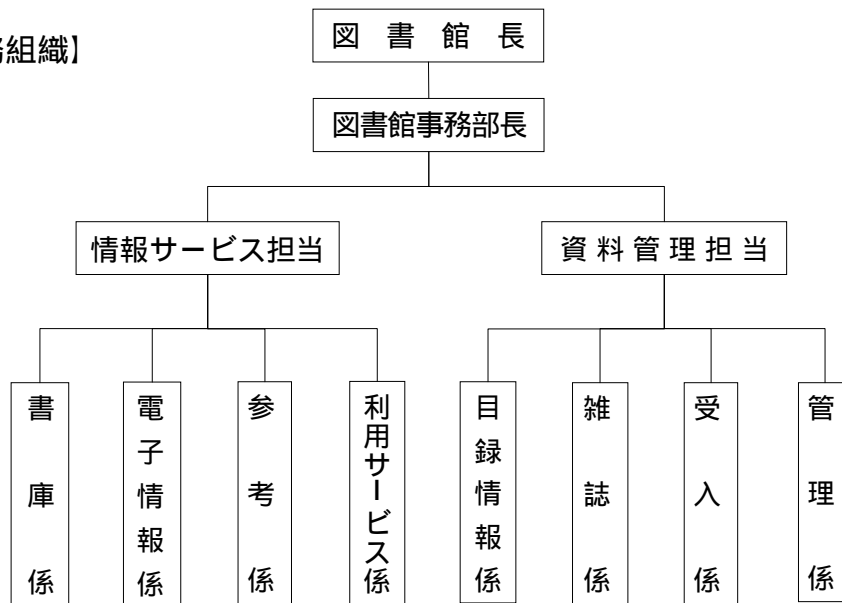 務組織】
図書館長
図書館事務部長
情報サービス担当
資料管理担当
書庫係
電子情報係
参考係
利用サービス係
目録情報係
雑誌係
受入係
管理係